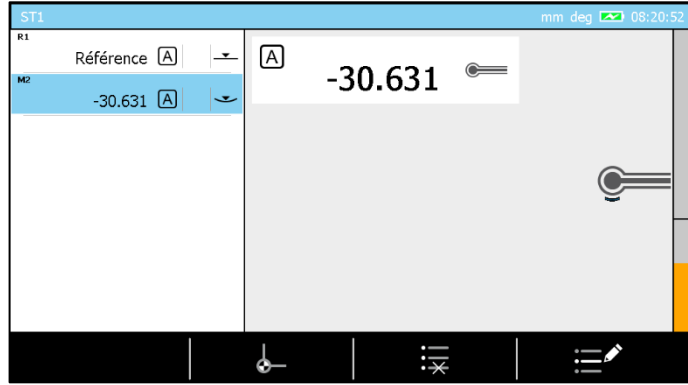 ST1
mm deg 08:20:52
R1
Référence A
M2
-30.631 A
A
-30.631